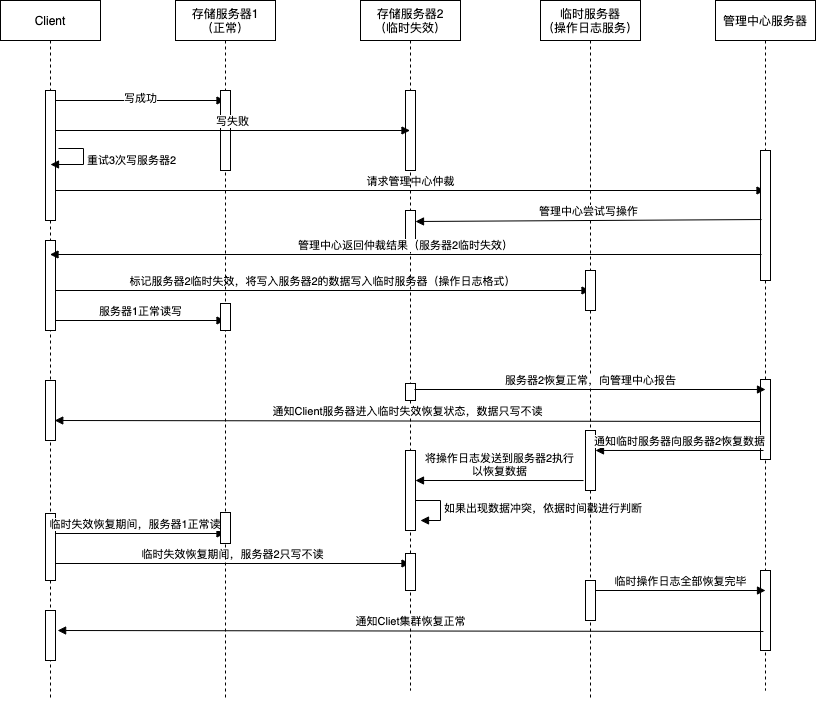 Client
存储服务器1
（正常）
存储服务器2
（临时失效）
临时服务器
（操作日志服务）
管理中心服务器
写成功
写失败
重试3次写服务器2
请求管理中心仲裁
管理中心尝试写操作
管理中心返回仲裁结果（服务器2临时失效）
标记服务器2临时失效，将写入服务器2的数据写入临时服务器（操作日志格式）
服务器1正常读写
服务器2恢复正常，向管理中心报告
通知Client服务器进入临时失效恢复状态，数据只写不读
通知临时服务器向服务器2恢复数据
将操作日志发送到服务器2执行
以恢复数据
如果出现数据冲突，依据时间戳进行判断
临时失效恢复期间，服务器1正常读
临时失效恢复期间，服务器2只写不读
临时操作日志全部恢复完毕
通知Cliet集群恢复正常